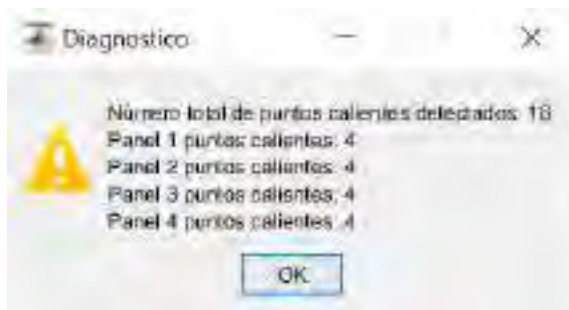 Diagnostico
Número total de puntos calientes detectados: 16
Panel 1 puntos calientes: 4
Panel 2 puntos calientes: 4
Panel 3 puntos calientes: 4
Panel 4 puntos calientes: 4
OK